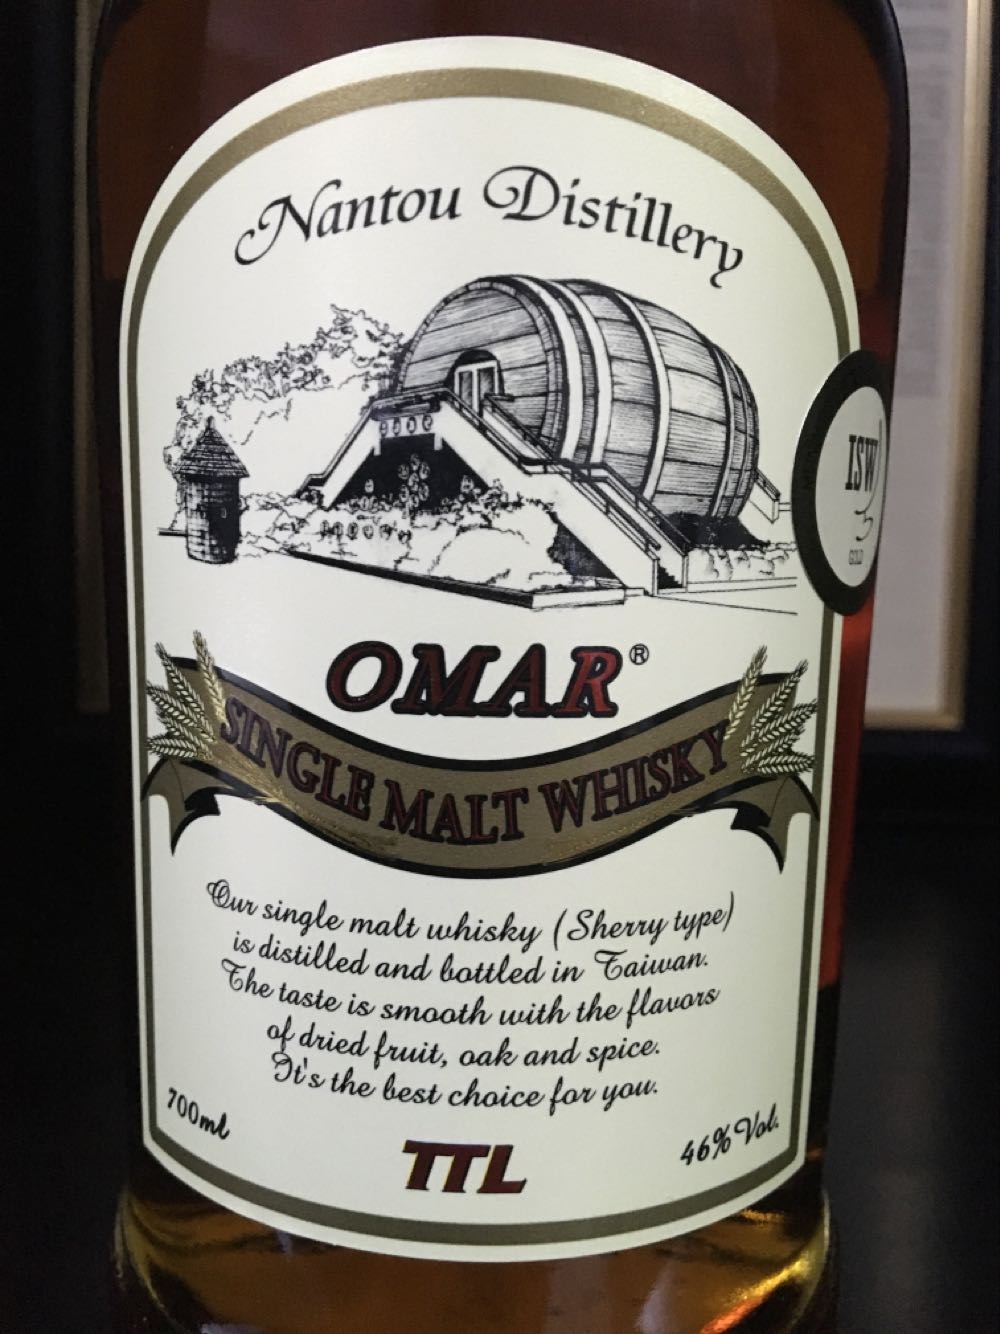 Nantou Distillery
ISW
GOLD
OMAR®
SINGLE MALT WHISKY
Our single malt whisky (Sherry type)
is distilled and bottled in Taiwan.
The taste is smooth with the flavors
of dried fruit, oak and spice.
It's the best choice for you.
700ml
TTL
46% Vol.